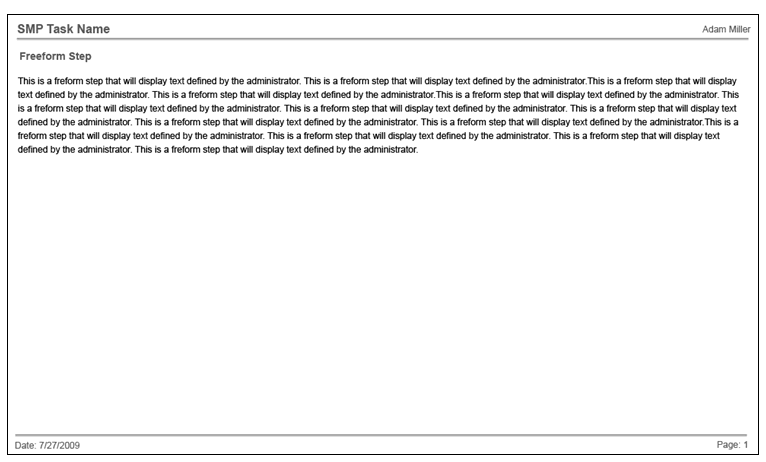 SMP Task Name
Adam Miller
Freeform Step
This is a freform step that will display text defined by the administrator. This is a freform step that will display text defined by the administrator.This is a freform step that will display
text defined by the administrator. This is a freform step that will display text defined by the administrator.This is a freform step that will display text defined by the administrator. This
is a freform step that will display text defined by the administrator. This is a freform step that will display text defined by the administrator. This is a freform step that will display text
defined by the administrator. This is a freform step that will display text defined by the administrator. This is a freform step that will display text defined by the administrator.This is a
freform step that will display text defined by the administrator. This is a freform step that will display text defined by the administrator. This is a freform step that will display text
defined by the administrator. This is a freform step that will display text defined by the administrator.
Date: 7/27/2009
Page: 1